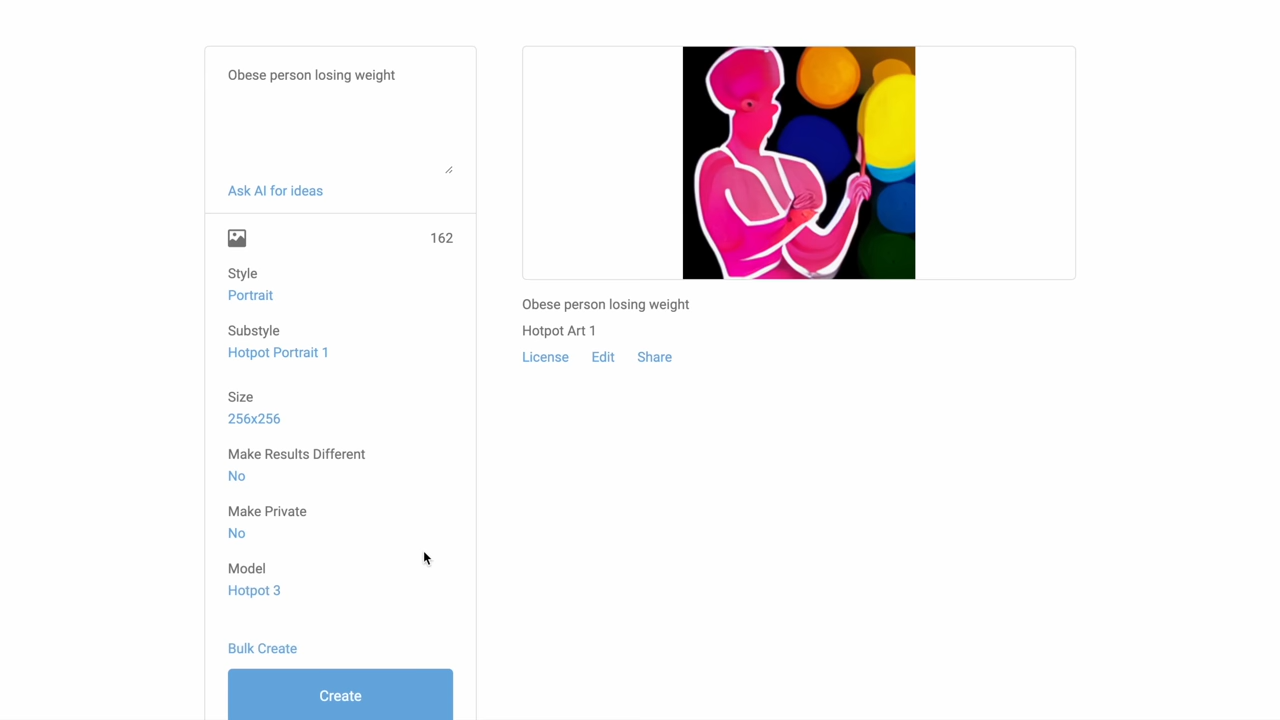 Obese person losing weight
Ask AI for ideas
162
Style
Portrait
Substyle
Hotpot Portrait 1
Size
256x256
Make Results Different
No
Make Private
No
Model
Hotpot 3
Bulk Create
Create
Obese person losing weight
Hotpot Art 1
License Edit Share